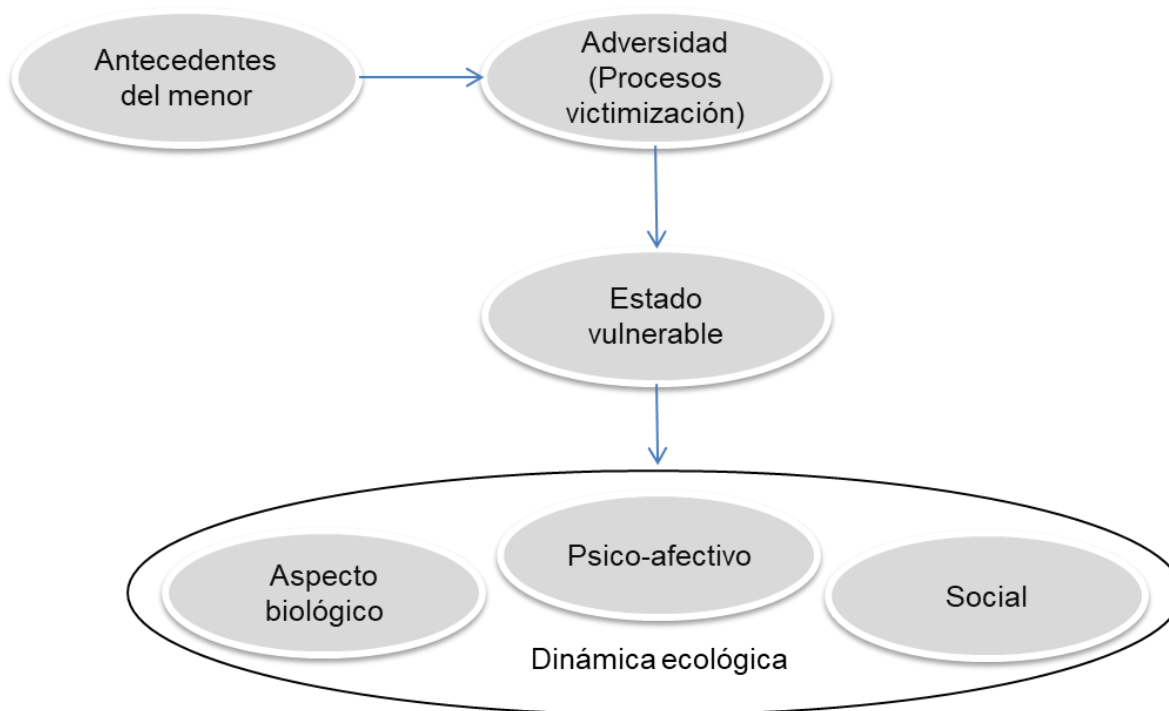 Antecedentes
del menor
Adversidad
(Procesos
victimización)
Estado
vulnerable
Aspecto
biológico
Psico-afectivo
Social
Dinámica ecológica